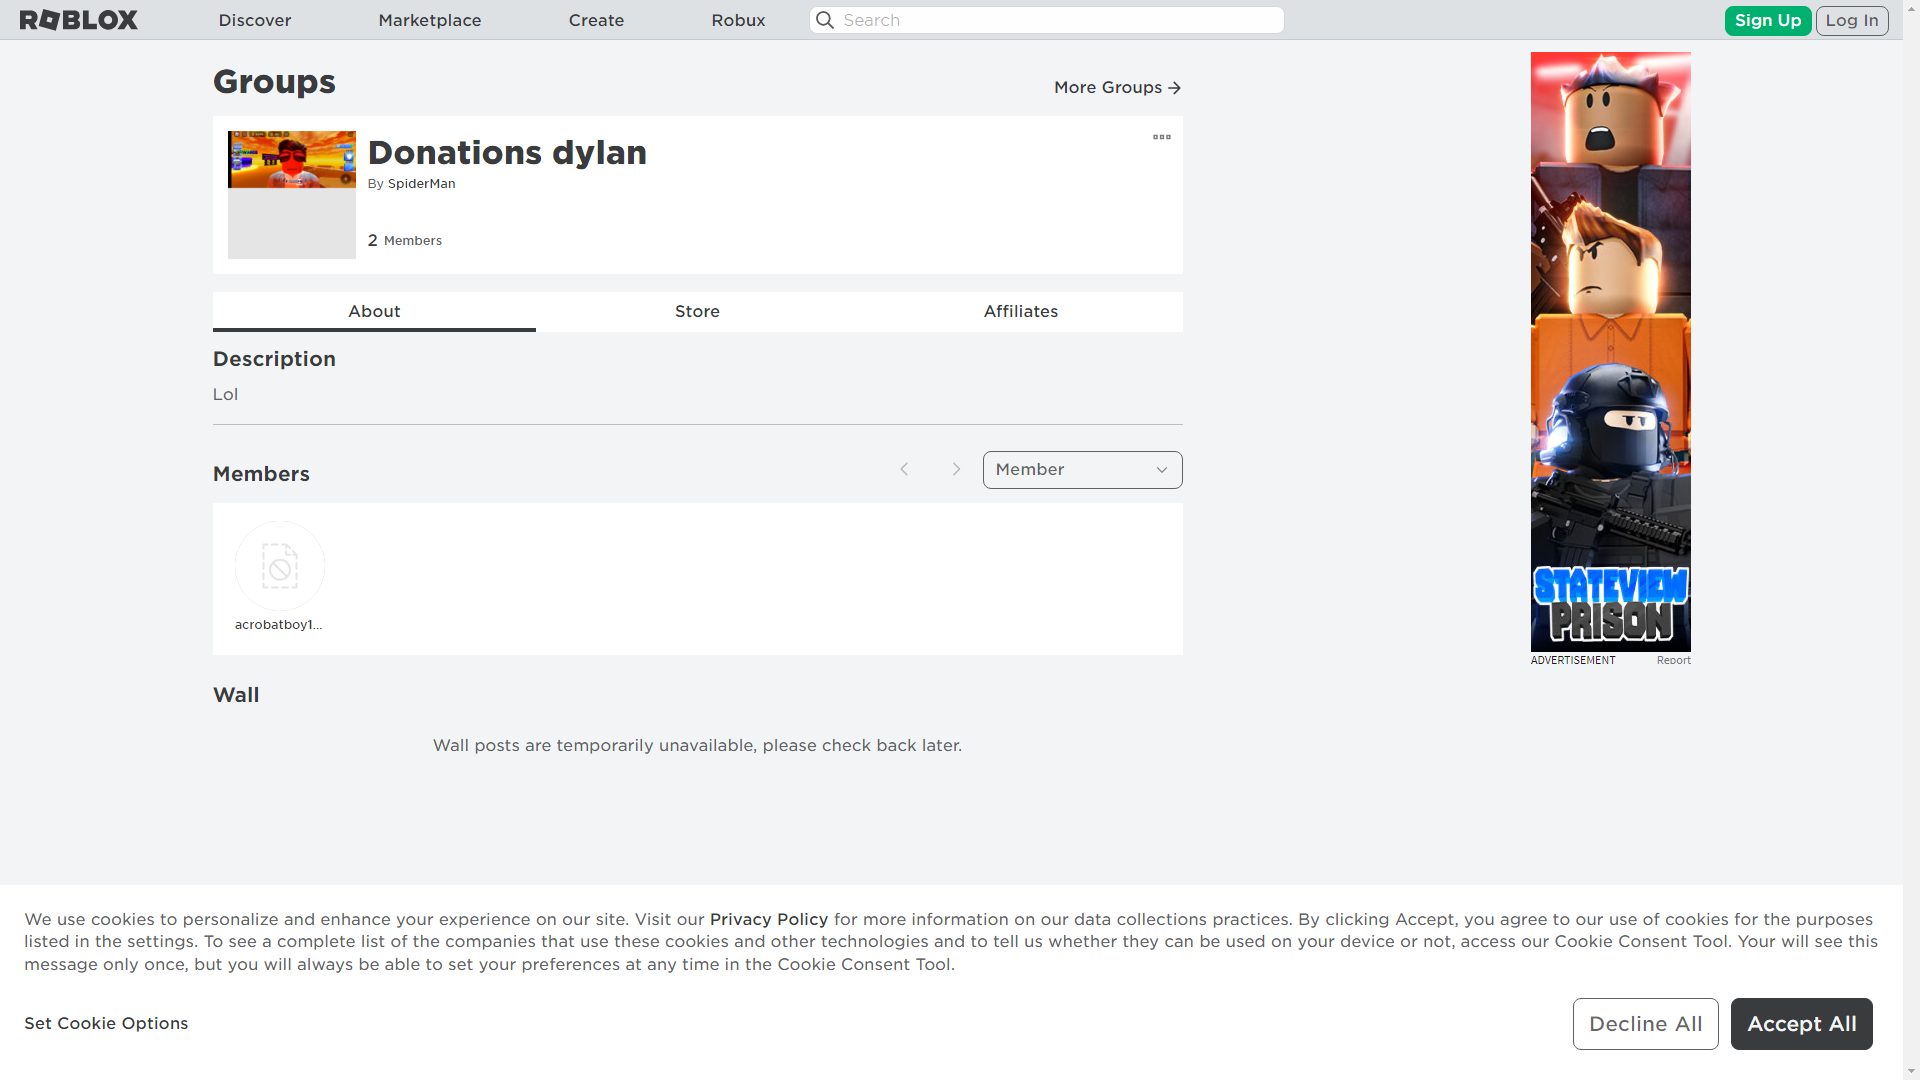 ROBLOX Discover Marketplace Create Robux Search Sign Up Log In
Groups
More Groups
Donations dylan
By SpiderMan
2 Members
About Store Affiliates
Description
Lol
Members
Member
acrobatboy1...
Wall
Wall posts are temporarily unavailable, please check back later.
STATEVIEW
PRISON
ADVERTISEMENT Report
We use cookies to personalize and enhance your experience on our site. Visit our Privacy Policy for more information on our data collections practices. By clicking Accept, you agree to our use of cookies for the purposes
listed in the settings. To see a complete list of the companies that use these cookies and other technologies and to tell us whether they can be used on your device or not, access our Cookie Consent Tool. Your will see this
message only once, but you will always be able to set your preferences at any time in the Cookie Consent Tool.
Set Cookie Options
Decline All
Accept All